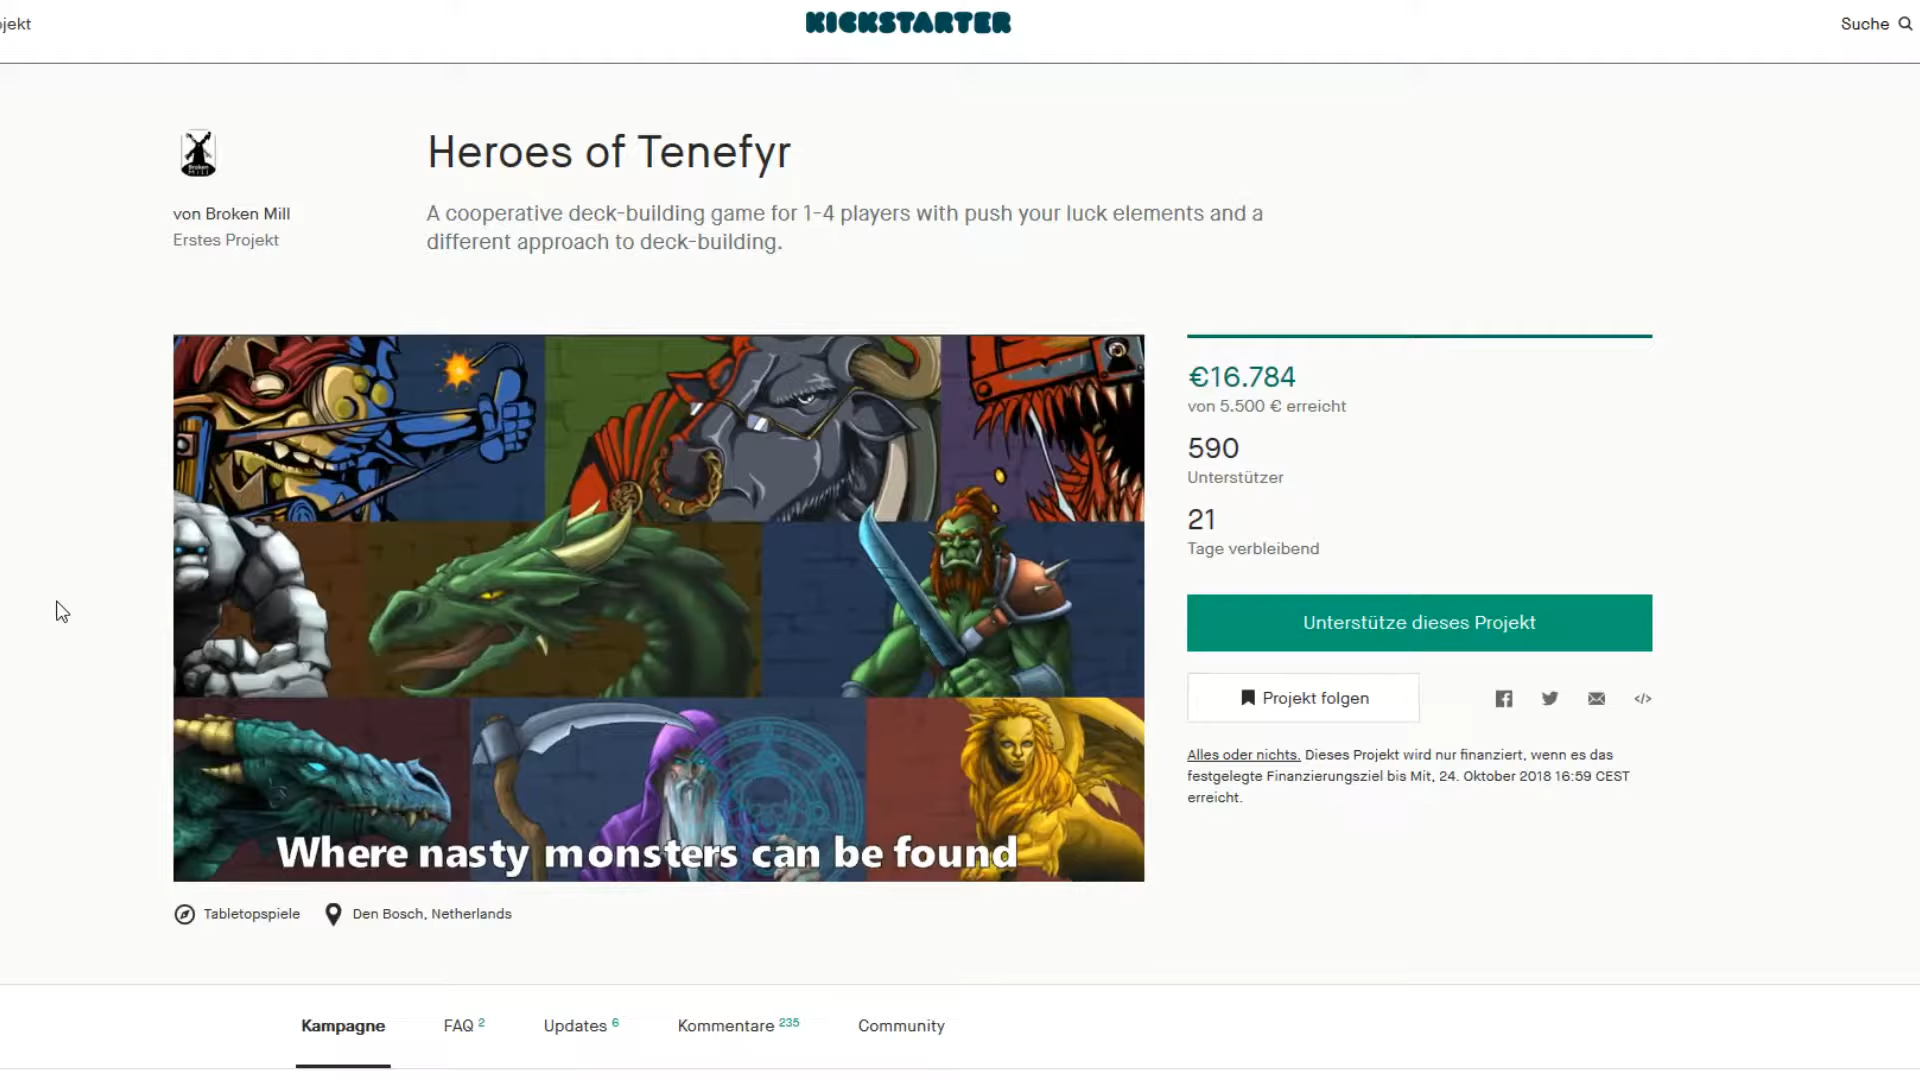 ojekt
KICKSTARTER
Suche
Broken
MILL
von Broken Mill
Erstes Projekt
Heroes of Tenefyr
A cooperative deck-building game for 1-4 players with push your luck elements and a
different approach to deck-building.
Where nasty monsters can be found
€16.784
von 5.500 € erreicht
590
Unterstützer
21
Tage verbleibend
Unterstütze dieses Projekt
Projekt folgen
</>
Alles oder nichts. Dieses Projekt wird nur finanziert, wenn es das
festgelegte Finanzierungsziel bis Mit, 24. Oktober 2018 16:59 CEST
erreicht.
Tabletopspiele Den Bosch, Netherlands
Kampagne FAQ 2 Updates 6 Kommentare 235 Community